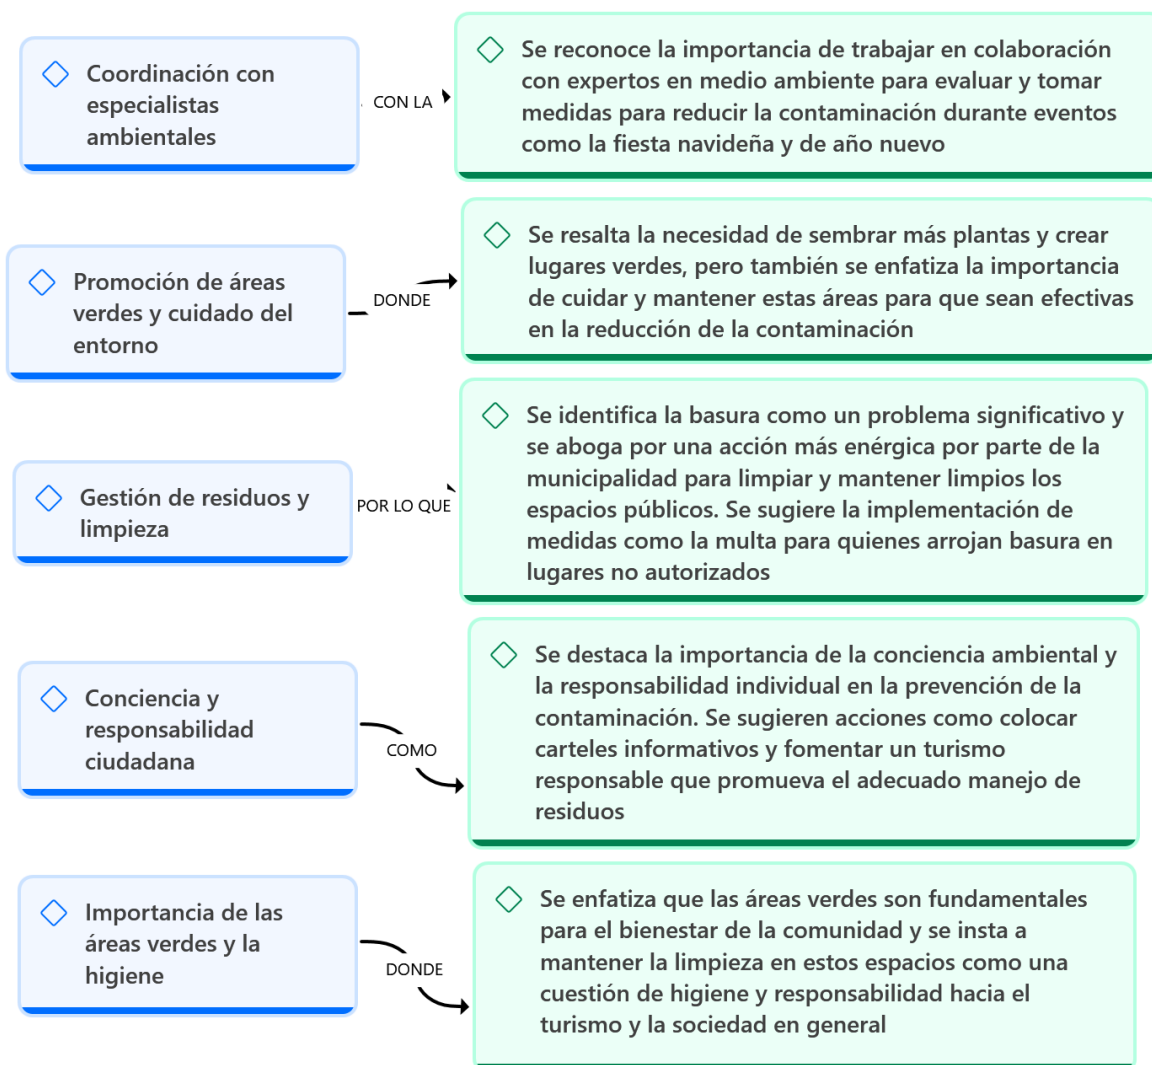 Coordinación con
especialistas
ambientales
CON LA
Se reconoce la importancia de trabajar en colaboración
con expertos en medio ambiente para evaluar y tomar
medidas para reducir la contaminación durante eventos
como la fiesta navideña y de año nuevo
Promoción de áreas
verdes y cuidado del
entorno
DONDE
Se resalta la necesidad de sembrar más plantas y crear
lugares verdes, pero también se enfatiza la importancia
de cuidar y mantener estas áreas para que sean efectivas
en la reducción de la contaminación
Gestión de residuos y
limpieza
POR LO QUE
Se identifica la basura como un problema significativo y
se aboga por una acción más enérgica por parte de la
municipalidad para limpiar y mantener limpios los
espacios públicos. Se sugiere la implementación de
medidas como la multa para quienes arrojan basura en
lugares no autorizados
Conciencia y
responsabilidad
ciudadana
COMO
Se destaca la importancia de la conciencia ambiental y
la responsabilidad individual en la prevención de la
contaminación. Se sugieren acciones como colocar
carteles informativos y fomentar un turismo
responsable que promueva el adecuado manejo de
residuos
Importancia de las
áreas verdes y la
higiene
DONDE
Se enfatiza que las áreas verdes son fundamentales
para el bienestar de la comunidad y se insta a
mantener la limpieza en estos espacios como una
cuestión de higiene y responsabilidad hacia el
turismo y la sociedad en general